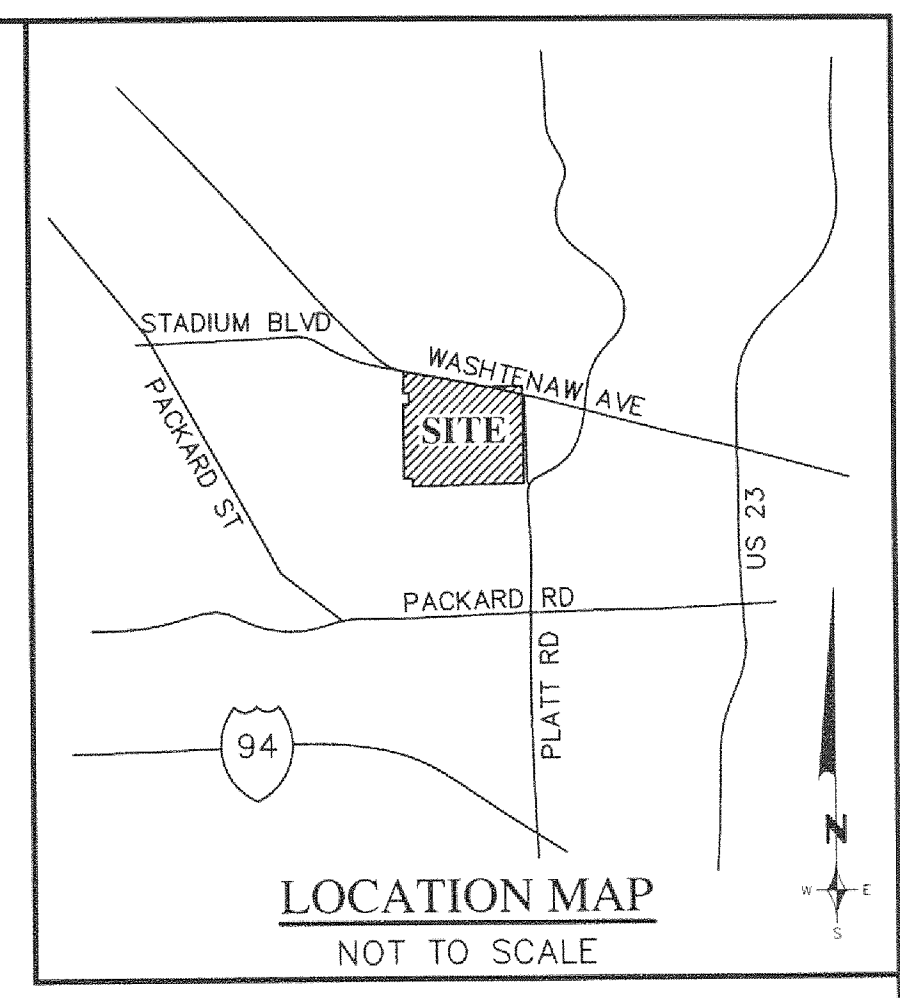 STADIUM BLVD
WASHTENAW AVE
PACKARD ST
SITE
US 23
PACKARD RD
PLATT RD
94
N
W E
S
LOCATION MAP
NOT TO SCALE